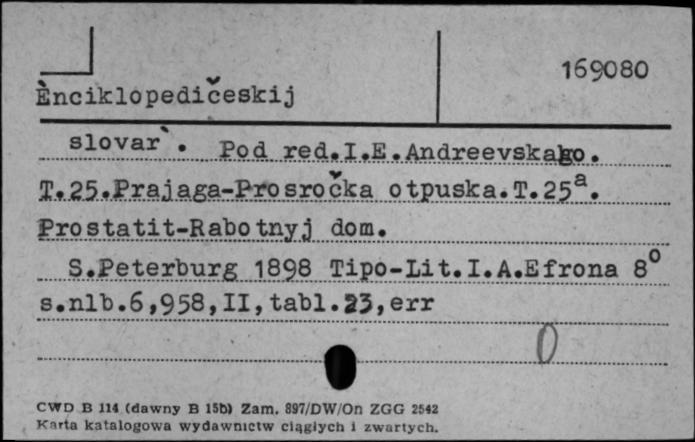 169080
Ènciklopedičeskij
slovar`. Pod red.I.E.Andreevskago.
T.25.Prajaga-Prosročka otpuska.T.25ª.
Prostatit-Rabotnyj dom.
S.Peterburg 1898 Tipo-Lit.I.A.Efrona 8⁰
s.nlb.6,958,II,tabl.23,err
0
CWD B 114 (dawny B 15b) Zam. 897/DW/On ZGG 2542
Karta katalogowa wydawnictw ciągłych i zwartych.